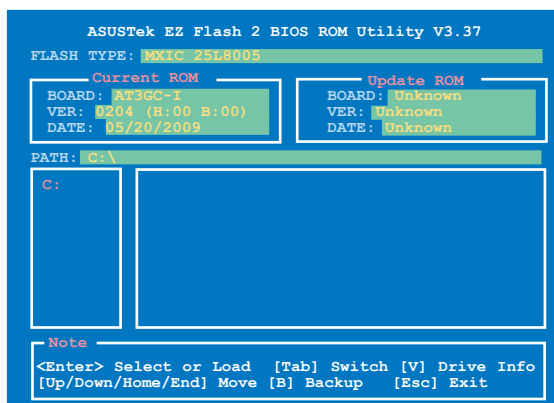 ASUSTek EZ Flash 2 BIOS ROM Utility V3.37
FLASH TYPE: MXIC 25L8005
Current ROM
BOARD: AT3GC-I
VER: 0204 (H:00 B:00)
DATE: 05/20/2009
Update ROM
BOARD: Unknown
VER: Unknown
DATE: Unknown
PATH: C:\
C:
Note
<Enter> Select or Load [Tab] Switch [V] Drive Info
[Up/Down/Home/End] Move [B] Backup [Esc] Exit